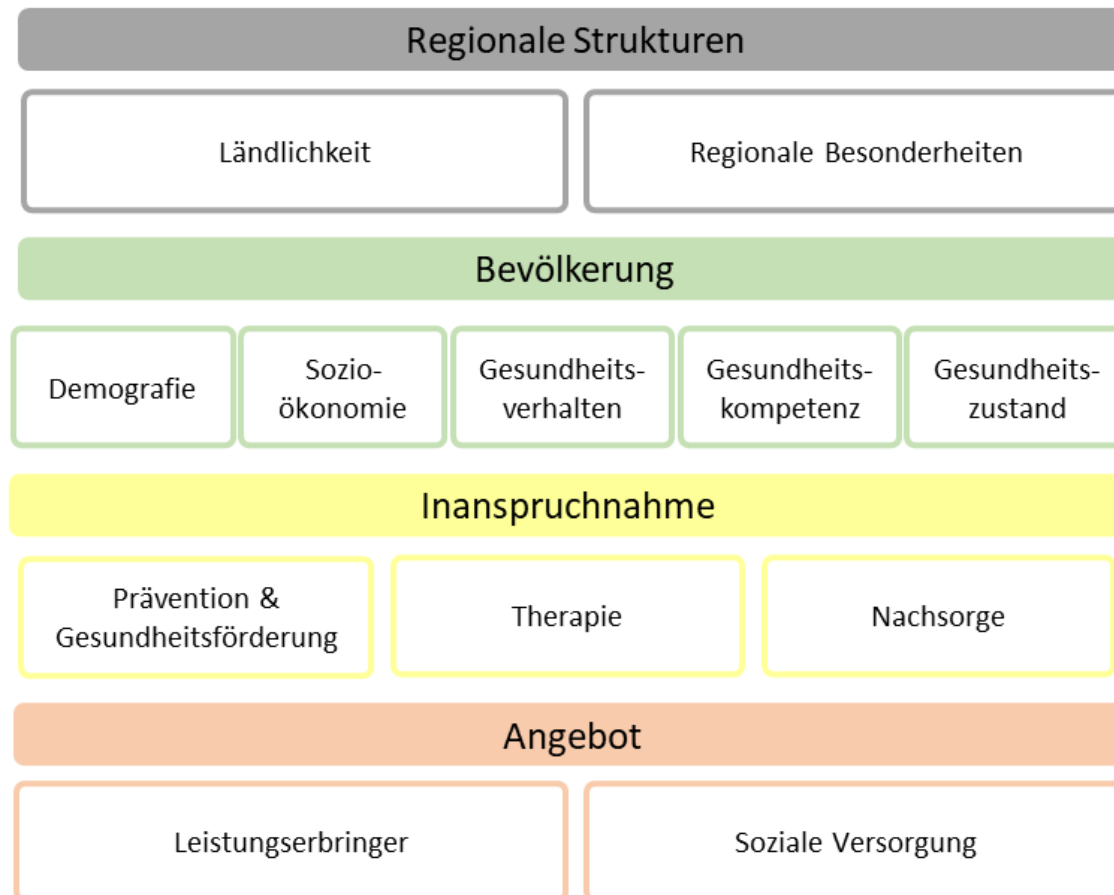 Regionale Strukturen
Ländlichkeit
Regionale Besonderheiten
Bevölkerung
Demografie
Sozio-
ökonomie
Gesundheits-
verhalten
Gesundheits-
kompetenz
Gesundheits-
zustand
Inanspruchnahme
Prävention &
Gesundheitsförderung
Therapie
Nachsorge
Angebot
Leistungserbringer
Soziale Versorgung